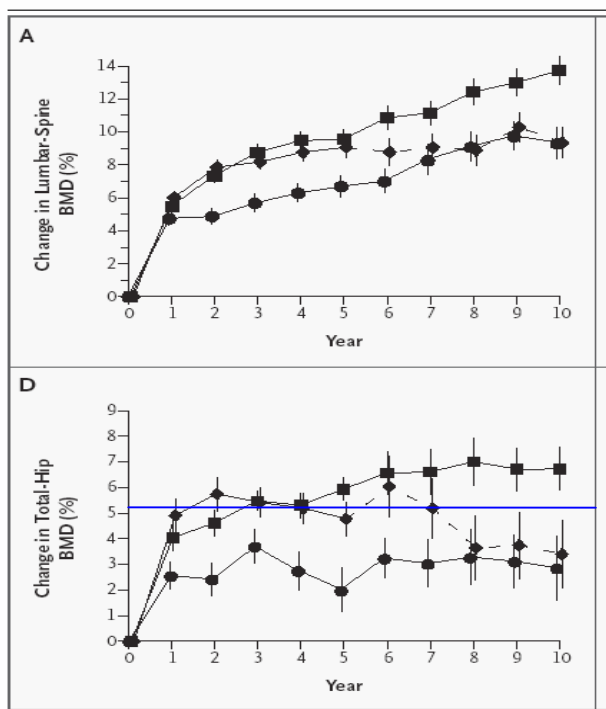 A
14
12
10
8
6
4
2
0
Change in Lumbar-Spine
BMD (%)
0 1 2 3 4 5 6 7 8 9 10
Year
D
9
8
7
6
5
4
3
2
1
0
Change in Total-Hip
BMD (%)
0 1 2 3 4 5 6 7 8 9 10
Year